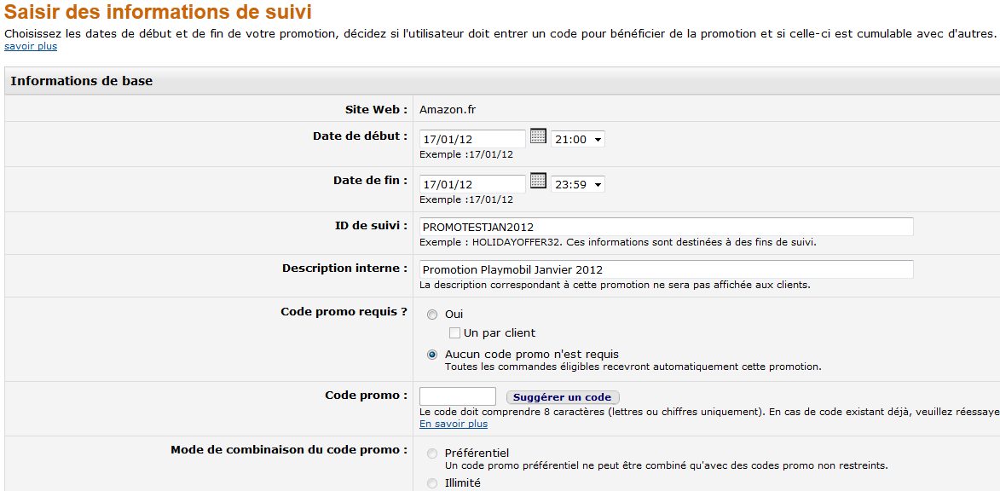 Saisir des informations de suivi
Choisissez les dates de début et de fin de votre promotion, décidez si l'utilisateur doit entrer un code pour bénéficier de la promotion et si celle-ci est cumulable avec d'autres.
savoir plus
Informations de base
Site Web : Amazon.fr
Date de début : 17/01/12 21:00
Exemple :17/01/12
Date de fin : 17/01/12 23:59
Exemple :17/01/12
ID de suivi : PROMOTESTJAN2012
Exemple : HOLIDAYOFFER32. Ces informations sont destinées à des fins de suivi.
Description interne : Promotion Playmobil Janvier 2012
La description correspondant à cette promotion ne sera pas affichée aux clients.
Code promo requis ? Oui
Un par client
Aucun code promo n'est requis
Toutes les commandes éligibles recevront automatiquement cette promotion.
Code promo : Suggérer un code
Le code doit comprendre 8 caractères (lettres ou chiffres uniquement). En cas de code existant déjà, veuillez réessaye
En savoir plus
Mode de combinaison du code promo : Préférentiel
Un code promo préférentiel ne peut être combiné qu'avec des codes promo non restreints.
Illimité